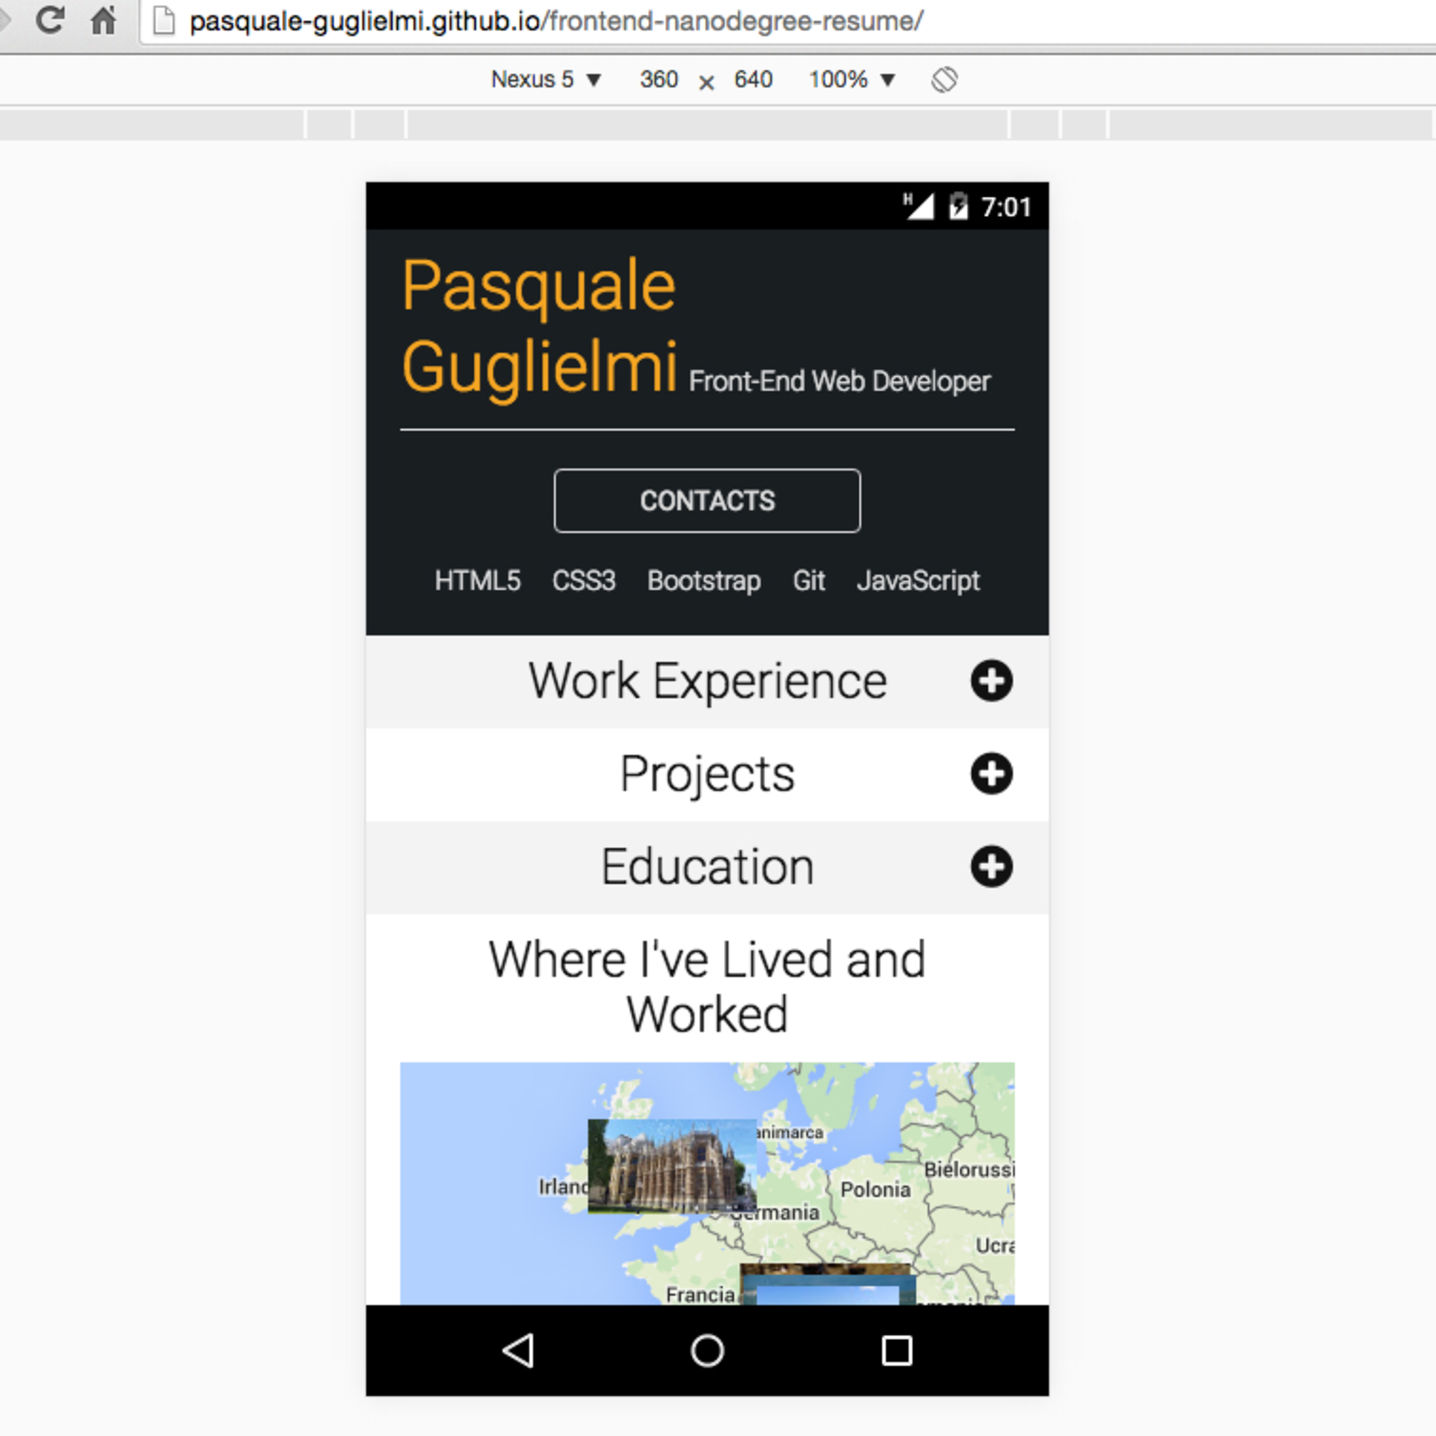 pasquale-guglielmi.github.io/frontend-nanodegree-resume/
Nexus 5 ▼ 360 × 640 100% ▼
H 7:01
Pasquale
Guglielmi Front-End Web Developer
CONTACTS
HTML5 CSS3 Bootstrap Git JavaScript
Work Experience
Projects
Education
Where I've Lived and
Worked
animarca
Bielorussi
Irland
Polonia
Germania
Ucra
Francia